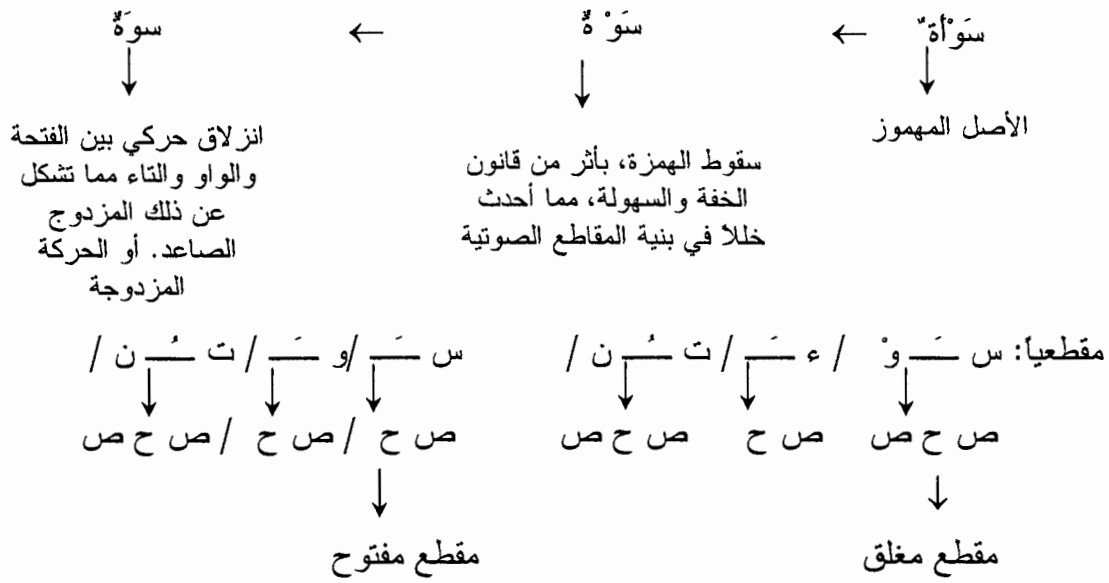 سَوْأةٌ ← سَوْ ةٌ ← سوَةٌ
الأصل المهموز
سقوط الهمزة، بأثر من قانون
الخفة والسهولة، مما أحدث
خللاً في بنية المقاطع الصوتية
انزلاق حركي بين الفتحة
والواو والتاء مما تشكل
عن ذلك المزدوج
الصاعد. أو الحركة
المزدوجة
مقطعياً: س ـَـ وْ / ء ـَـ / ت ـُـ ن / س ـَـ /و ـَـ / ت ـُـ ن /
ص ح ص ص ح ص ح ص ص ح / ص ح / ص ح ص
مقطع مغلق مقطع مفتوح